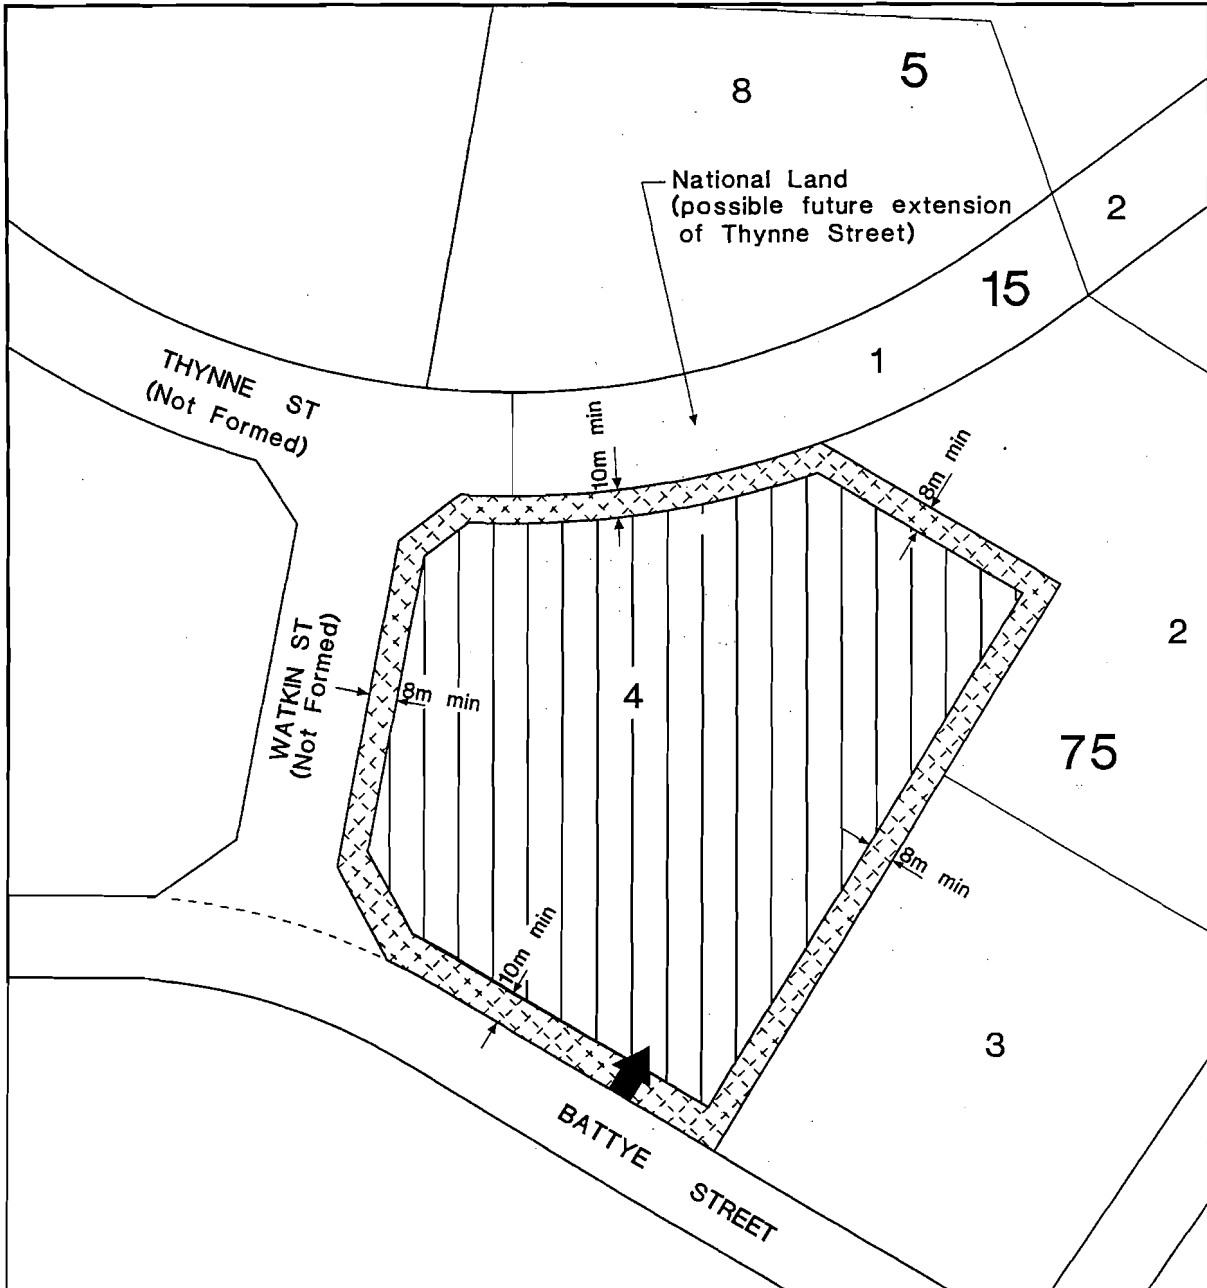 5
8
National Land
(possible future extension
of Thynne Street)
2
15
1
THYNNE ST
(Not Formed)
10m min
8m min
WATKIN ST
(Not Formed)
8m min
4
2
75
8m min
10m min
3
BATTYE STREET